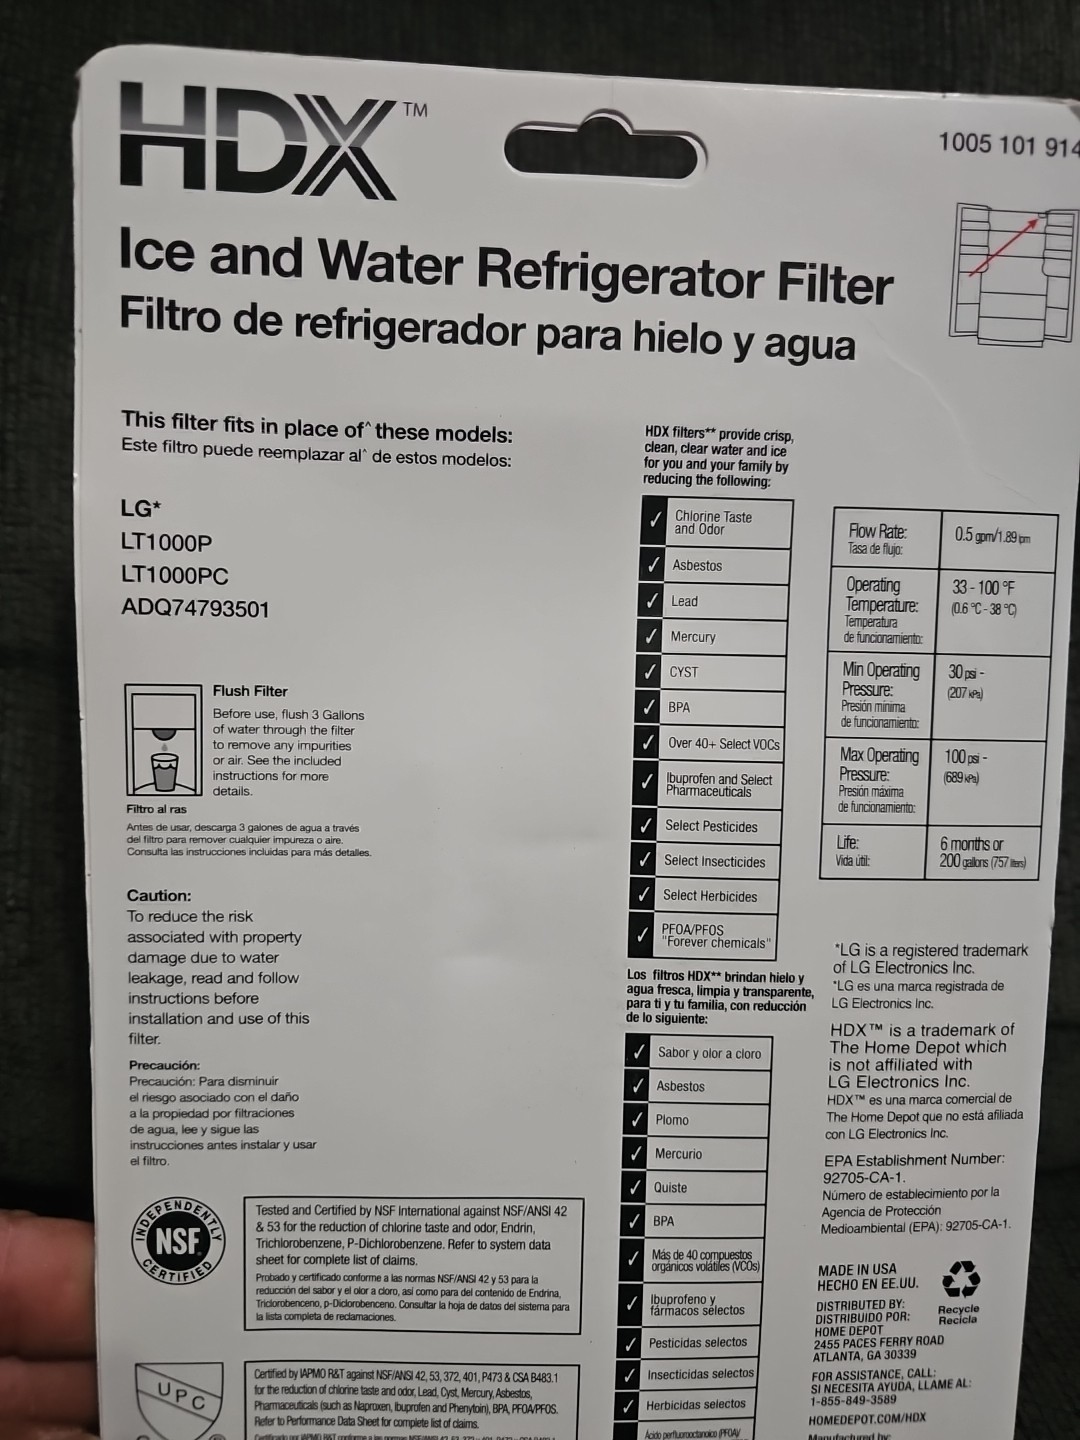 HDX™
1005 101 914
Ice and Water Refrigerator Filter
Filtro de refrigerador para hielo y agua
This filter fits in place of^ these models:
Este filtro puede reemplazar al^ de estos modelos:
LG*
LT1000P
LT1000PC
ADQ74793501
Flush Filter
Before use, flush 3 Gallons
of water through the filter
to remove any impurities
or air. See the included
instructions for more
details.
Filtro al ras
Antes de usar, descarga 3 galones de agua a través
del filtro para remover cualquier impureza o aire.
Consulta las instrucciones incluidas para más detalles.
Caution:
To reduce the risk
associated with property
damage due to water
leakage, read and follow
instructions before
installation and use of this
filter.
Precaución:
Precaución: Para disminuir
el riesgo asociado con el daño
a la propiedad por filtraciones
de agua, lee y sigue las
instrucciones antes instalar y usar
el filtro.
INDEPENDENTLY
NSF®
CERTIFIED
Tested and Certified by NSF International against NSF/ANSI 42
& 53 for the reduction of chlorine taste and odor, Endrin,
Trichlorobenzene, P-Dichlorobenzene. Refer to system data
sheet for complete list of claims.
Probado y certificado conforme a las normas NSF/ANSI 42 y 53 para la
reducción del sabor y el olor a cloro, así como para del contenido de Endrina,
Triclorobenceno, p-Diclorobenceno. Consultar la hoja de datos del sistema para
la lista completa de reclamaciones.
UPC
®
Certified by IAPMO R&T against NSF/ANSI 42, 53, 372, 401, P473 & CSA B483.1
for the reduction of chlorine taste and odor, Lead, Cyst, Mercury, Asbestos,
Pharmaceuticals (such as Naproxen, Ibuprofen and Phenytoin), BPA, PFOA/PFOS.
Refer to Performance Data Sheet for complete list of claims.
HDX filters** provide crisp,
clean, clear water and ice
for you and your family by
reducing the following:
✓ Chlorine Taste
and Odor
✓ Asbestos
✓ Lead
✓ Mercury
✓ CYST
✓ BPA
✓ Over 40+ Select VOCs
✓ Ibuprofen and Select
Pharmaceuticals
✓ Select Pesticides
✓ Select Insecticides
✓ Select Herbicides
✓ PFOA/PFOS
"Forever chemicals"
Los filtros HDX** brindan hielo y
agua fresca, limpia y transparente,
para ti y tu familia, con reducción
de lo siguiente:
✓ Sabor y olor a cloro
✓ Asbestos
✓ Plomo
✓ Mercurio
✓ Quiste
✓ BPA
✓ Más de 40 compuestos
orgánicos volátiles (VCOs)
✓ Ibuprofeno y
fármacos selectos
✓ Pesticidas selectos
✓ Insecticidas selectos
✓ Herbicidas selectos
Ácido perfluorooctanoico (PFOA/
Flow Rate: 0.5 gpm/1.89 lpm
Tasa de flujo:
Operating 33 - 100 °F
Temperature: (0.6 °C - 38 °C)
Temperatura
de funcionamiento:
Min Operating 30 psi -
Pressure: (207 kPa)
Presión mínima
de funcionamiento:
Max Operating 100 psi -
Pressure: (689 kPa)
Presión máxima
de funcionamiento:
Life: 6 months or
Vida útil: 200 gallons (757 liters)
*LG is a registered trademark
of LG Electronics Inc.
*LG es una marca registrada de
LG Electronics Inc.
HDX™ is a trademark of
The Home Depot which
is not affiliated with
LG Electronics Inc.
HDX™ es una marca comercial de
The Home Depot que no está afiliada
con LG Electronics Inc.
EPA Establishment Number:
92705-CA-1.
Número de establecimiento por la
Agencia de Protección
Medioambiental (EPA): 92705-CA-1.
MADE IN USA
HECHO EN EE.UU.
DISTRIBUTED BY:
DISTRIBUIDO POR:
HOME DEPOT
2455 PACES FERRY ROAD
ATLANTA, GA 30339
Recycle
Recicla
FOR ASSISTANCE, CALL:
SI NECESITA AYUDA, LLAME AL:
1-855-849-3589
HOMEDEPOT.COM/HDX
Manufactured by: